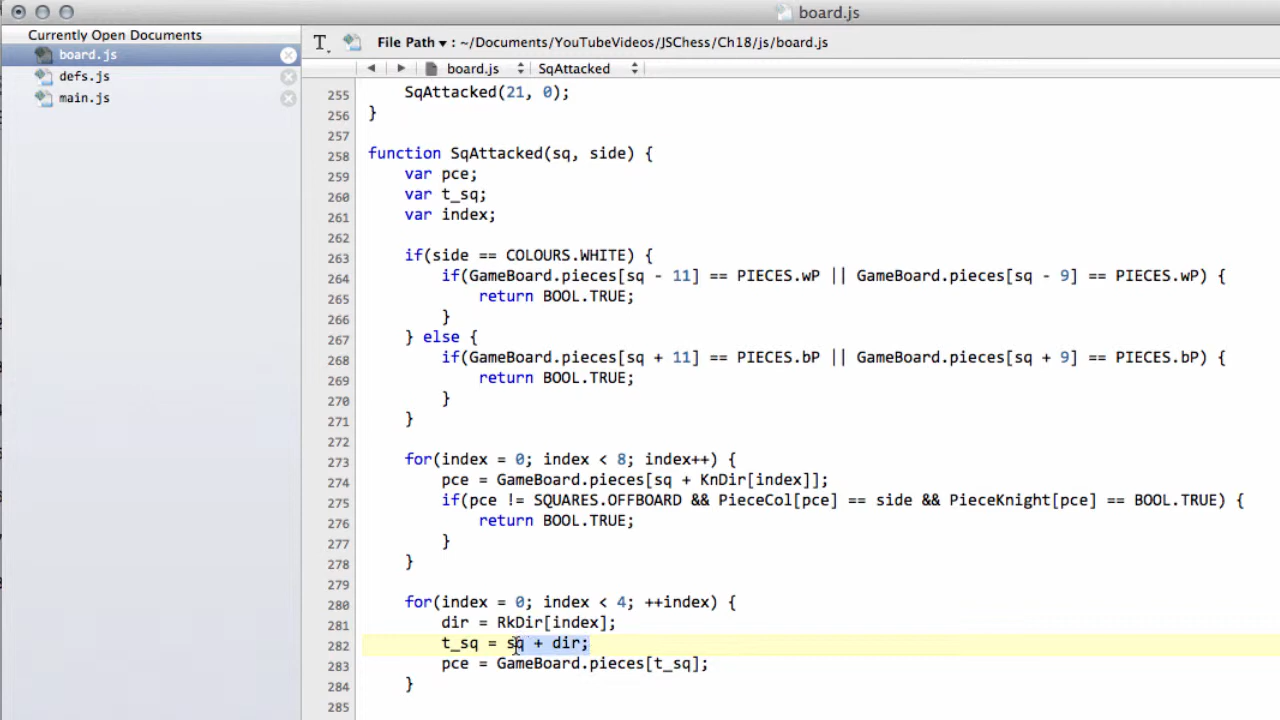 board.js
Currently Open Documents
board.js
defs.js
main.js
T. File Path ▾ : ~/Documents/YouTubeVideos/JSChess/Ch18/js/board.js
board.js SqAttacked
255 SqAttacked(21, 0);
256 }
257
258 function SqAttacked(sq, side) {
259 var pce;
260 var t_sq;
261 var index;
262
263 if(side == COLOURS.WHITE) {
264 if(GameBoard.pieces[sq - 11] == PIECES.wP || GameBoard.pieces[sq - 9] == PIECES.wP) {
265 return BOOL.TRUE;
266 }
267 } else {
268 if(GameBoard.pieces[sq + 11] == PIECES.bP || GameBoard.pieces[sq + 9] == PIECES.bP) {
269 return BOOL.TRUE;
270 }
271 }
272
273 for(index = 0; index < 8; index++) {
274 pce = GameBoard.pieces[sq + KnDir[index]];
275 if(pce != SQUARES.OFFBOARD && PieceCol[pce] == side && PieceKnight[pce] == BOOL.TRUE) {
276 return BOOL.TRUE;
277 }
278 }
279
280 for(index = 0; index < 4; ++index) {
281 dir = RkDir[index];
282 t_sq = sq + dir;
283 pce = GameBoard.pieces[t_sq];
284 }
285